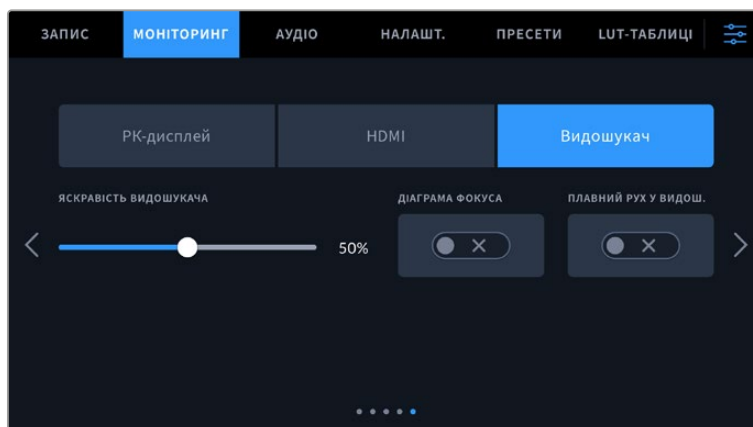 ЗАПИС МОНІТОРИНГ АУДІО НАЛАШТ. ПРЕСЕТИ LUT-ТАБЛИЦІ
РК-дисплей HDMI Видошукач
ЯСКРАВІСТЬ ВИДОШУКАЧА ДІАГРАМА ФОКУСА ПЛАВНИЙ РУХ У ВИДОШ.
50%